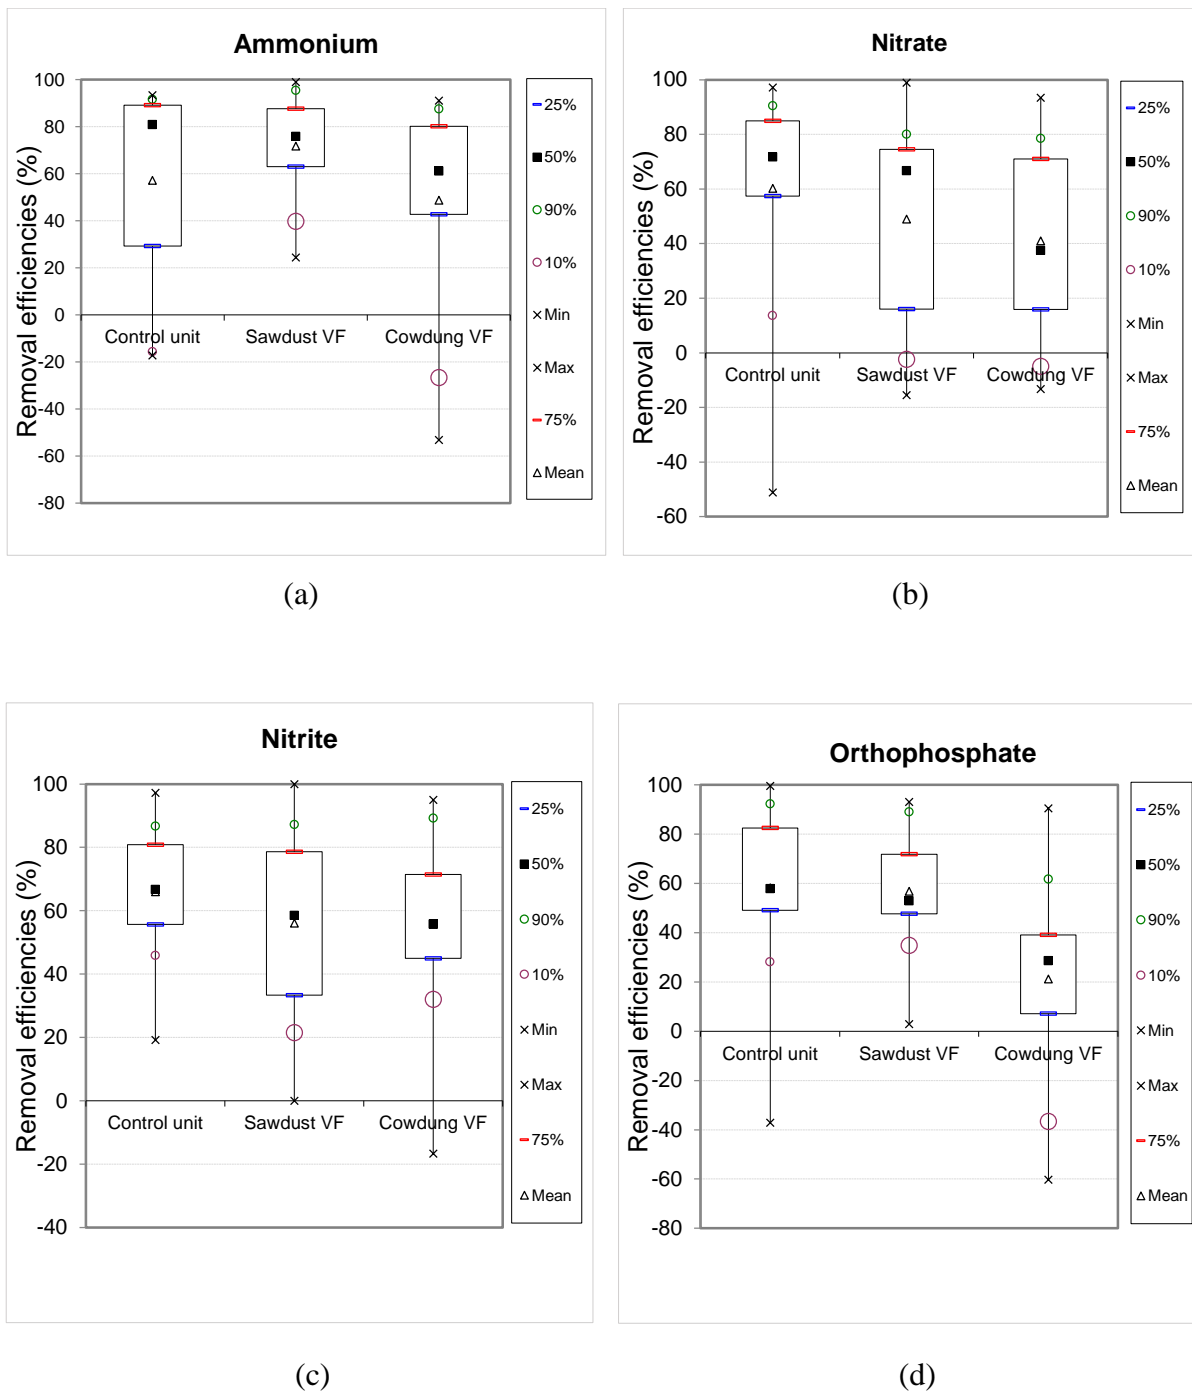 Ammonium
Removal efficiencies (%)
100
80
60
40
20
0
-20
-40
-60
-80
Control unit
Sawdust VF
Cowdung VF
25%
50%
90%
10%
Min
Max
75%
Mean
(a)
Nitrate
Removal efficiencies (%)
100
80
60
40
20
0
-20
-40
-60
Control unit
Sawdust VF
Cowdung VF
25%
50%
90%
10%
Min
Max
75%
Mean
(b)
Nitrite
Removal efficiencies (%)
100
80
60
40
20
0
-20
-40
Control unit
Sawdust VF
Cowdung VF
25%
50%
90%
10%
Min
Max
75%
Mean
(c)
Orthophosphate
Removal efficiencies (%)
100
80
60
40
20
0
-20
-40
-60
-80
Control unit
Sawdust VF
Cowdung VF
25%
50%
90%
10%
Min
Max
75%
Mean
(d)